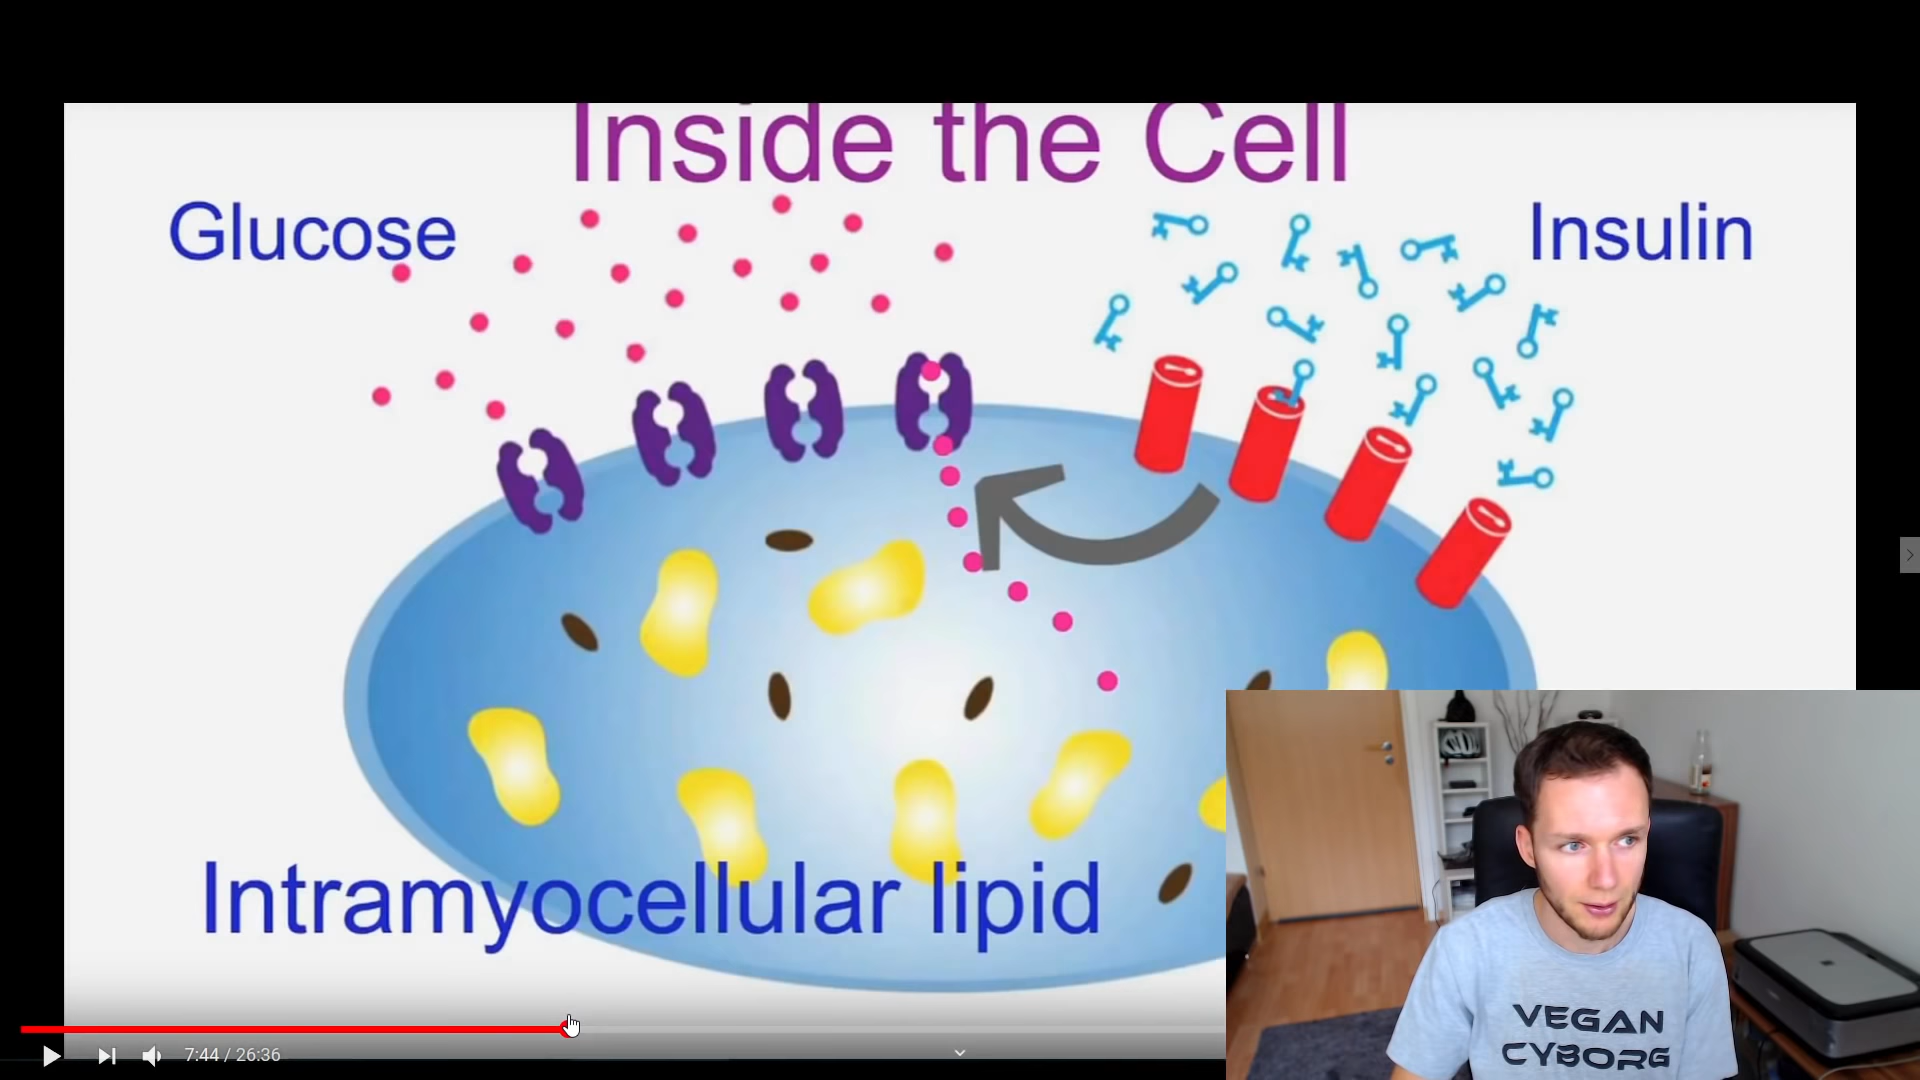 Inside the Cell
Glucose
Insulin
Intramyocellular lipid
VEGAN
CYBORG
7:44 / 26:36